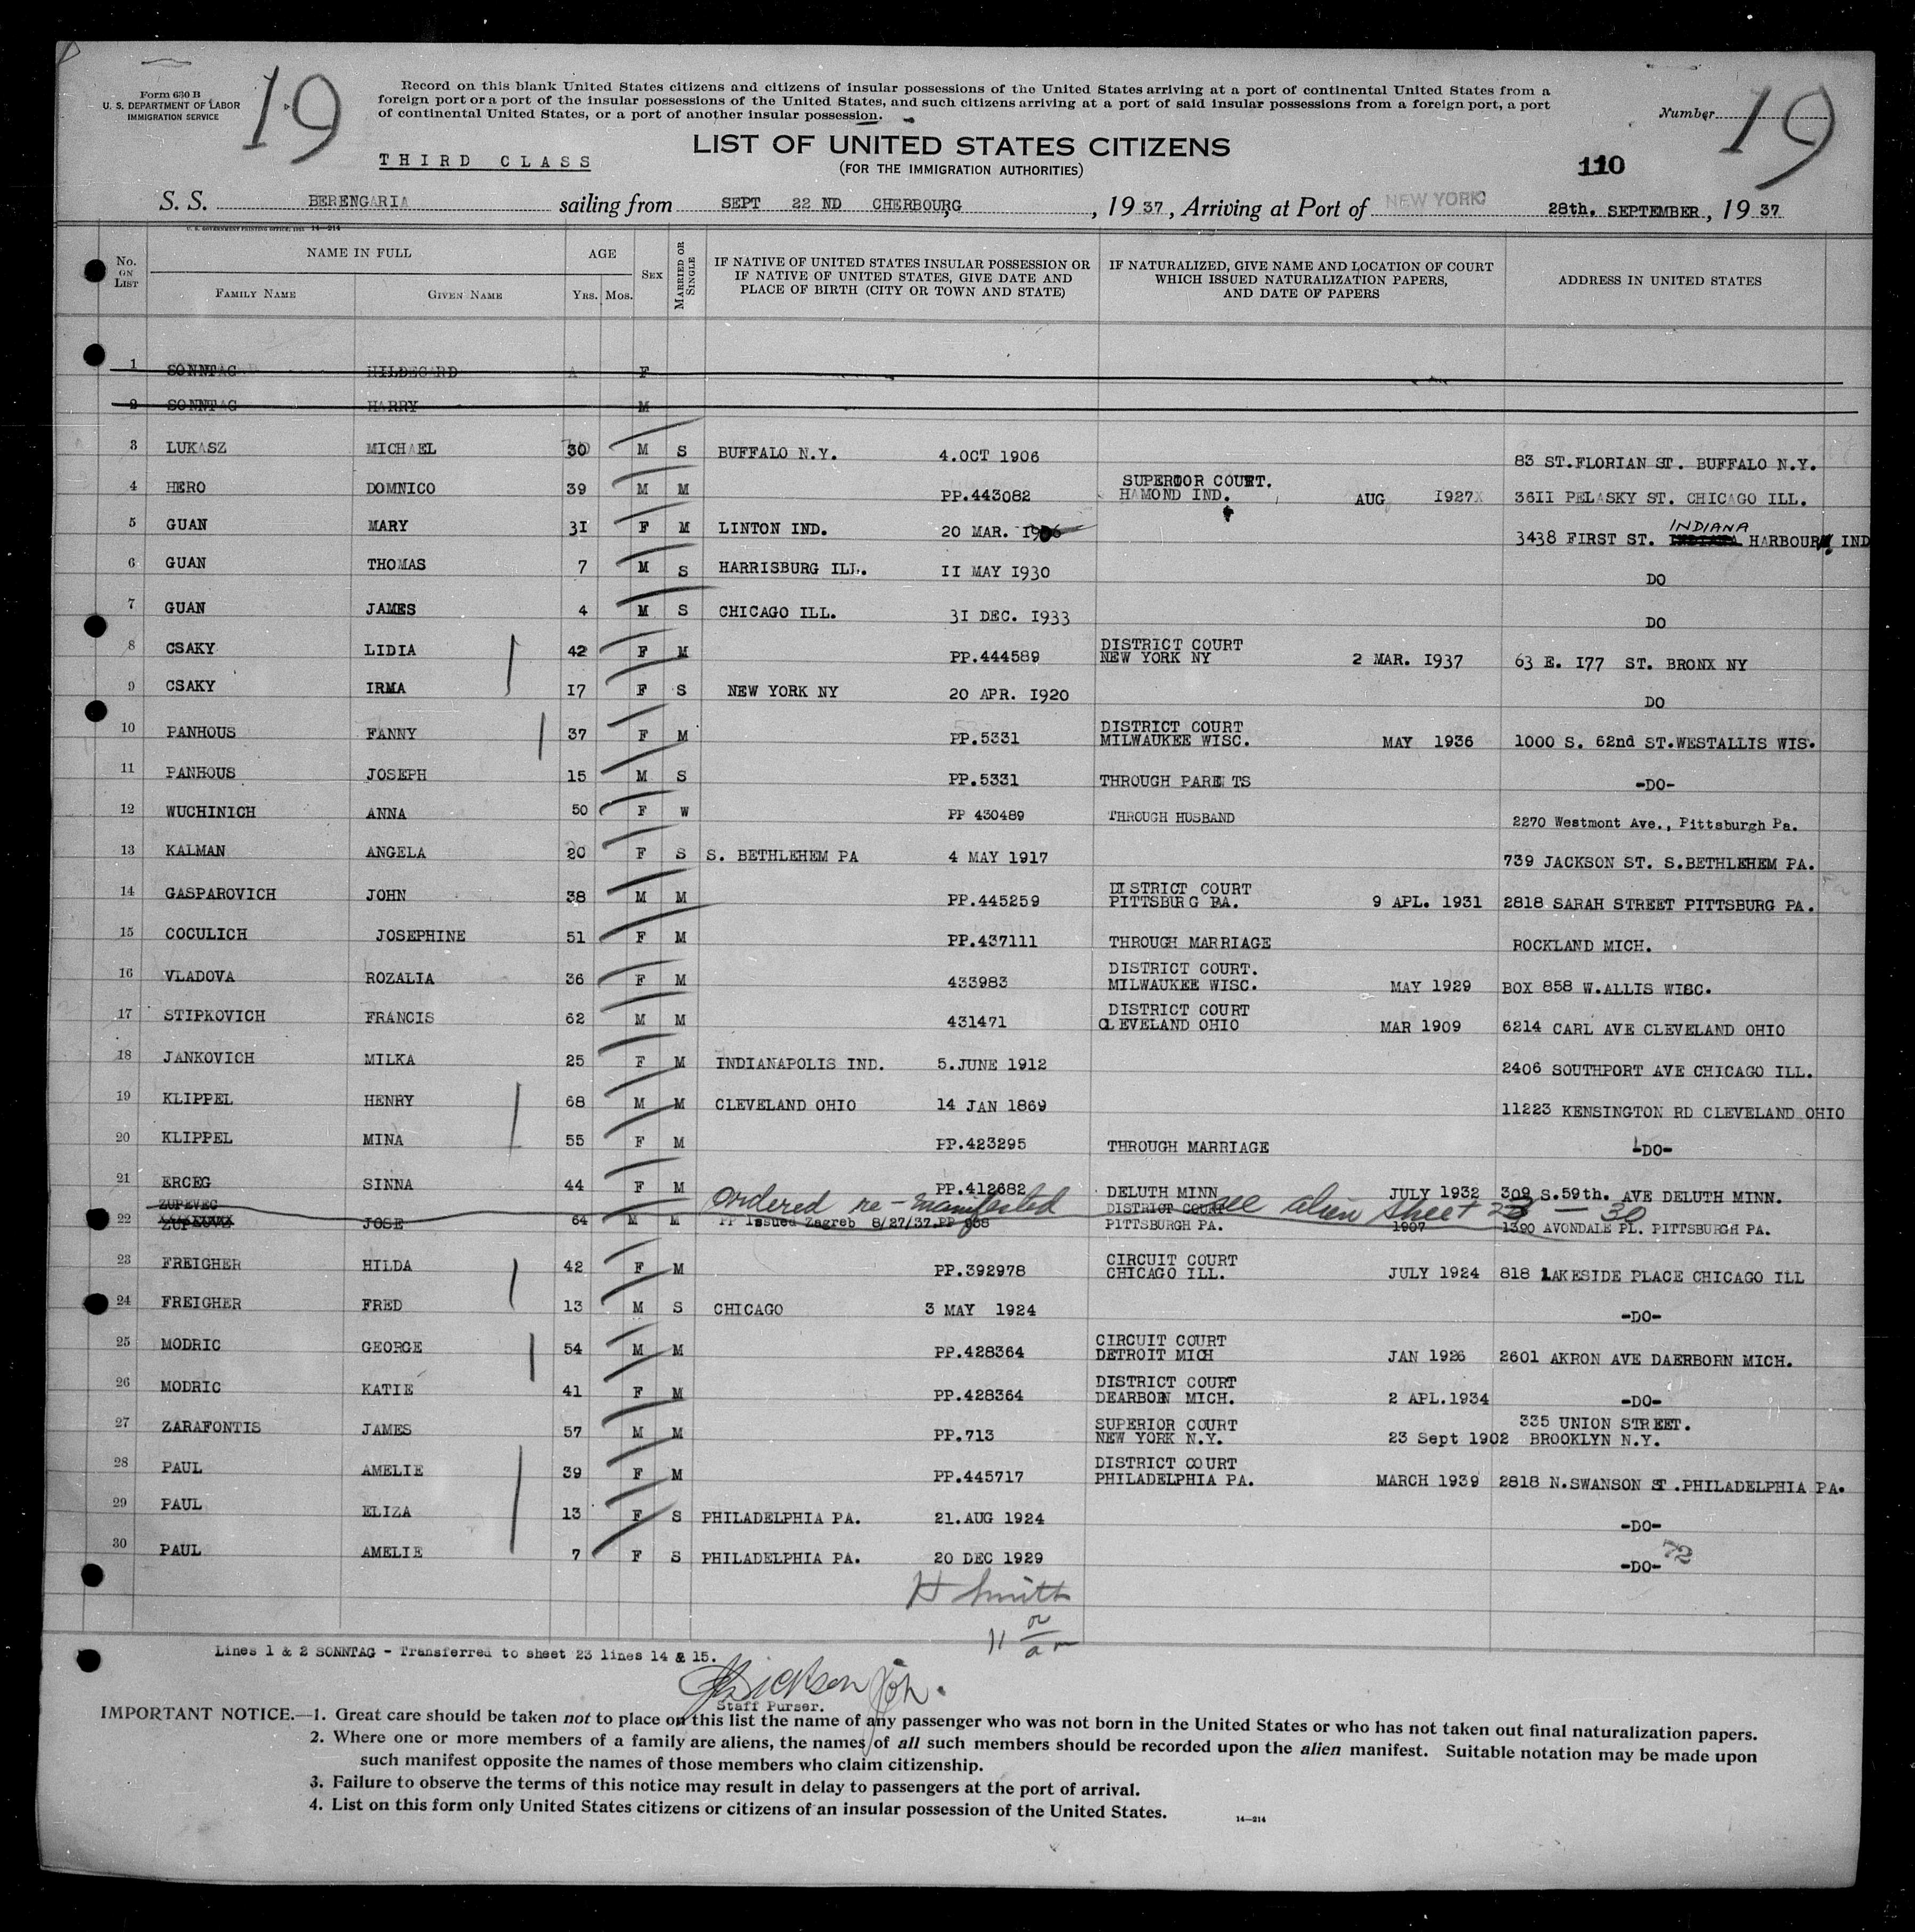 Form 630 B
U. S. DEPARTMENT OF LABOR
IMMIGRATION SERVICE
19
Record on this blank United States citizens and citizens of insular possessions of the United States arriving at a port of continental United States from a
foreign port or a port of the insular possessions of the United States, and such citizens arriving at a port of said insular possessions from a foreign port, a port
of continental United States, or a port of another insular possession.
Number 19
THIRD CLASS
LIST OF UNITED STATES CITIZENS
(FOR THE IMMIGRATION AUTHORITIES)
110
S. S. BERENGARIA sailing from SEPT 22 ND CHERBOURG, 1937, Arriving at Port of NEW YORK 28th. SEPTEMBER, 1937
U. S. GOVERNMENT PRINTING OFFICE 14—214
No. ON LIST NAME IN FULL FAMILY NAME GIVEN NAME AGE Yrs. Mos. SEX MARRIED OR SINGLE
IF NATIVE OF UNITED STATES INSULAR POSSESSION OR
IF NATIVE OF UNITED STATES, GIVE DATE AND
PLACE OF BIRTH (CITY OR TOWN AND STATE)
IF NATURALIZED, GIVE NAME AND LOCATION OF COURT
WHICH ISSUED NATURALIZATION PAPERS,
AND DATE OF PAPERS
ADDRESS IN UNITED STATES
1 SONNTAG HILDEGARD F
2 SONNTAG HARRY M
3 LUKASZ MICHAEL 30 M S BUFFALO N.Y. 4.OCT 1906 83 ST.FLORIAN ST. BUFFALO N.Y.
4 HERO DOMNICO 39 M M PP.443082 SUPERIOR COURT. HAMOND IND. AUG 1927 3611 PELASKY ST. CHICAGO ILL.
5 GUAN MARY 31 F M LINTON IND. 20 MAR. 1906 3438 FIRST ST. INDIANA HARBOUR IND
6 GUAN THOMAS 7 M S HARRISBURG ILL. 11 MAY 1930 DO
7 GUAN JAMES 4 M S CHICAGO ILL. 31 DEC. 1933 DO
8 CSAKY LIDIA 42 F M PP.444589 DISTRICT COURT NEW YORK NY 2 MAR. 1937 63 E. 177 ST. BRONX NY
9 CSAKY IRMA 17 F S NEW YORK NY 20 APR. 1920 DO
10 PANHOUS FANNY 37 F M PP.5331 DISTRICT COURT MILWAUKEE WISC. MAY 1936 1000 S. 62nd ST.WESTALLIS WIS.
11 PANHOUS JOSEPH 15 M S PP.5331 THROUGH PARENTS -DO-
12 WUCHINICH ANNA 50 F W PP 430489 THROUGH HUSBAND 2270 Westmont Ave., Pittsburgh Pa.
13 KALMAN ANGELA 20 F S S. BETHLEHEM PA 4 MAY 1917 739 JACKSON ST. S.BETHLEHEM PA.
14 GASPAROVICH JOHN 38 M M PP.445259 DISTRICT COURT PITTSBURG PA. 9 APL. 1931 2818 SARAH STREET PITTSBURG PA.
15 COCULICH JOSEPHINE 51 F M PP.437111 THROUGH MARRIAGE ROCKLAND MICH.
16 VLADOVA ROZALIA 36 F M 433983 DISTRICT COURT. MILWAUKEE WISC. MAY 1929 BOX 858 W.ALLIS WISC.
17 STIPKOVICH FRANCIS 62 M M 431471 DISTRICT COURT CLEVELAND OHIO MAR 1909 6214 CARL AVE CLEVELAND OHIO
18 JANKOVICH MILKA 25 F M INDIANAPOLIS IND. 5.JUNE 1912 2406 SOUTHPORT AVE CHICAGO ILL.
19 KLIPPEL HENRY 68 M M CLEVELAND OHIO 14 JAN 1869 11223 KENSINGTON RD CLEVELAND OHIO
20 KLIPPEL MINA 55 F M PP.423295 THROUGH MARRIAGE -DO-
21 ERCEG SINNA 44 F M PP.412682 DELUTH MINN JULY 1932 309 S.59th. AVE DELUTH MINN.
ordered re-manifested see alien sheet 23 — 30
22 ZUPEVEC JOSE 64 M M PP Issued Zagreb 8/27/37.PP 968 DISTRICT COURT PITTSBURGH PA. 1907 1390 AVONDALE PL. PITTSBURGH PA.
23 FREIGHER HILDA 42 F M PP.392978 CIRCUIT COURT CHICAGO ILL. JULY 1924 818 LAKESIDE PLACE CHICAGO ILL
24 FREIGHER FRED 13 M S CHICAGO 3 MAY 1924 -DO-
25 MODRIC GEORGE 54 M M PP.428364 CIRCUIT COURT DETROIT MICH JAN 1926 2601 AKRON AVE DAERBORN MICH.
26 MODRIC KATIE 41 F M PP.428364 DISTRICT COURT DEARBORN MICH. 2 APL.1934 -DO-
27 ZARAFONTIS JAMES 57 M M PP.713 SUPERIOR COURT NEW YORK N.Y. 23 Sept 1902 335 UNION STREET. BROOKLYN N.Y.
28 PAUL AMELIE 39 F M PP.445717 DISTRICT COURT PHILADELPHIA PA. MARCH 1939 2818 N.SWANSON ST.PHILADELPHIA PA.
29 PAUL ELIZA 13 F S PHILADELPHIA PA. 21.AUG 1924 -DO-
30 PAUL AMELIE 7 F S PHILADELPHIA PA. 20 DEC 1929 -DO- 72
H Smith
Lines 1 & 2 SONNTAG - Transferred to sheet 23 lines 14 & 15.
Staff Purser.
IMPORTANT NOTICE.—1. Great care should be taken not to place on this list the name of any passenger who was not born in the United States or who has not taken out final naturalization papers.
2. Where one or more members of a family are aliens, the names of all such members should be recorded upon the alien manifest. Suitable notation may be made upon
such manifest opposite the names of those members who claim citizenship.
3. Failure to observe the terms of this notice may result in delay to passengers at the port of arrival.
4. List on this form only United States citizens or citizens of an insular possession of the United States.
14—214